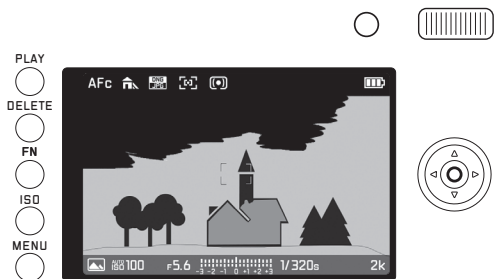 PLAY
DELETE
FN
ISO
MENU
AFc DNG JPG
AUTO ISO 100 F5.6 -3 -2 -1 0 +1 +2 +3 1/320s 2k